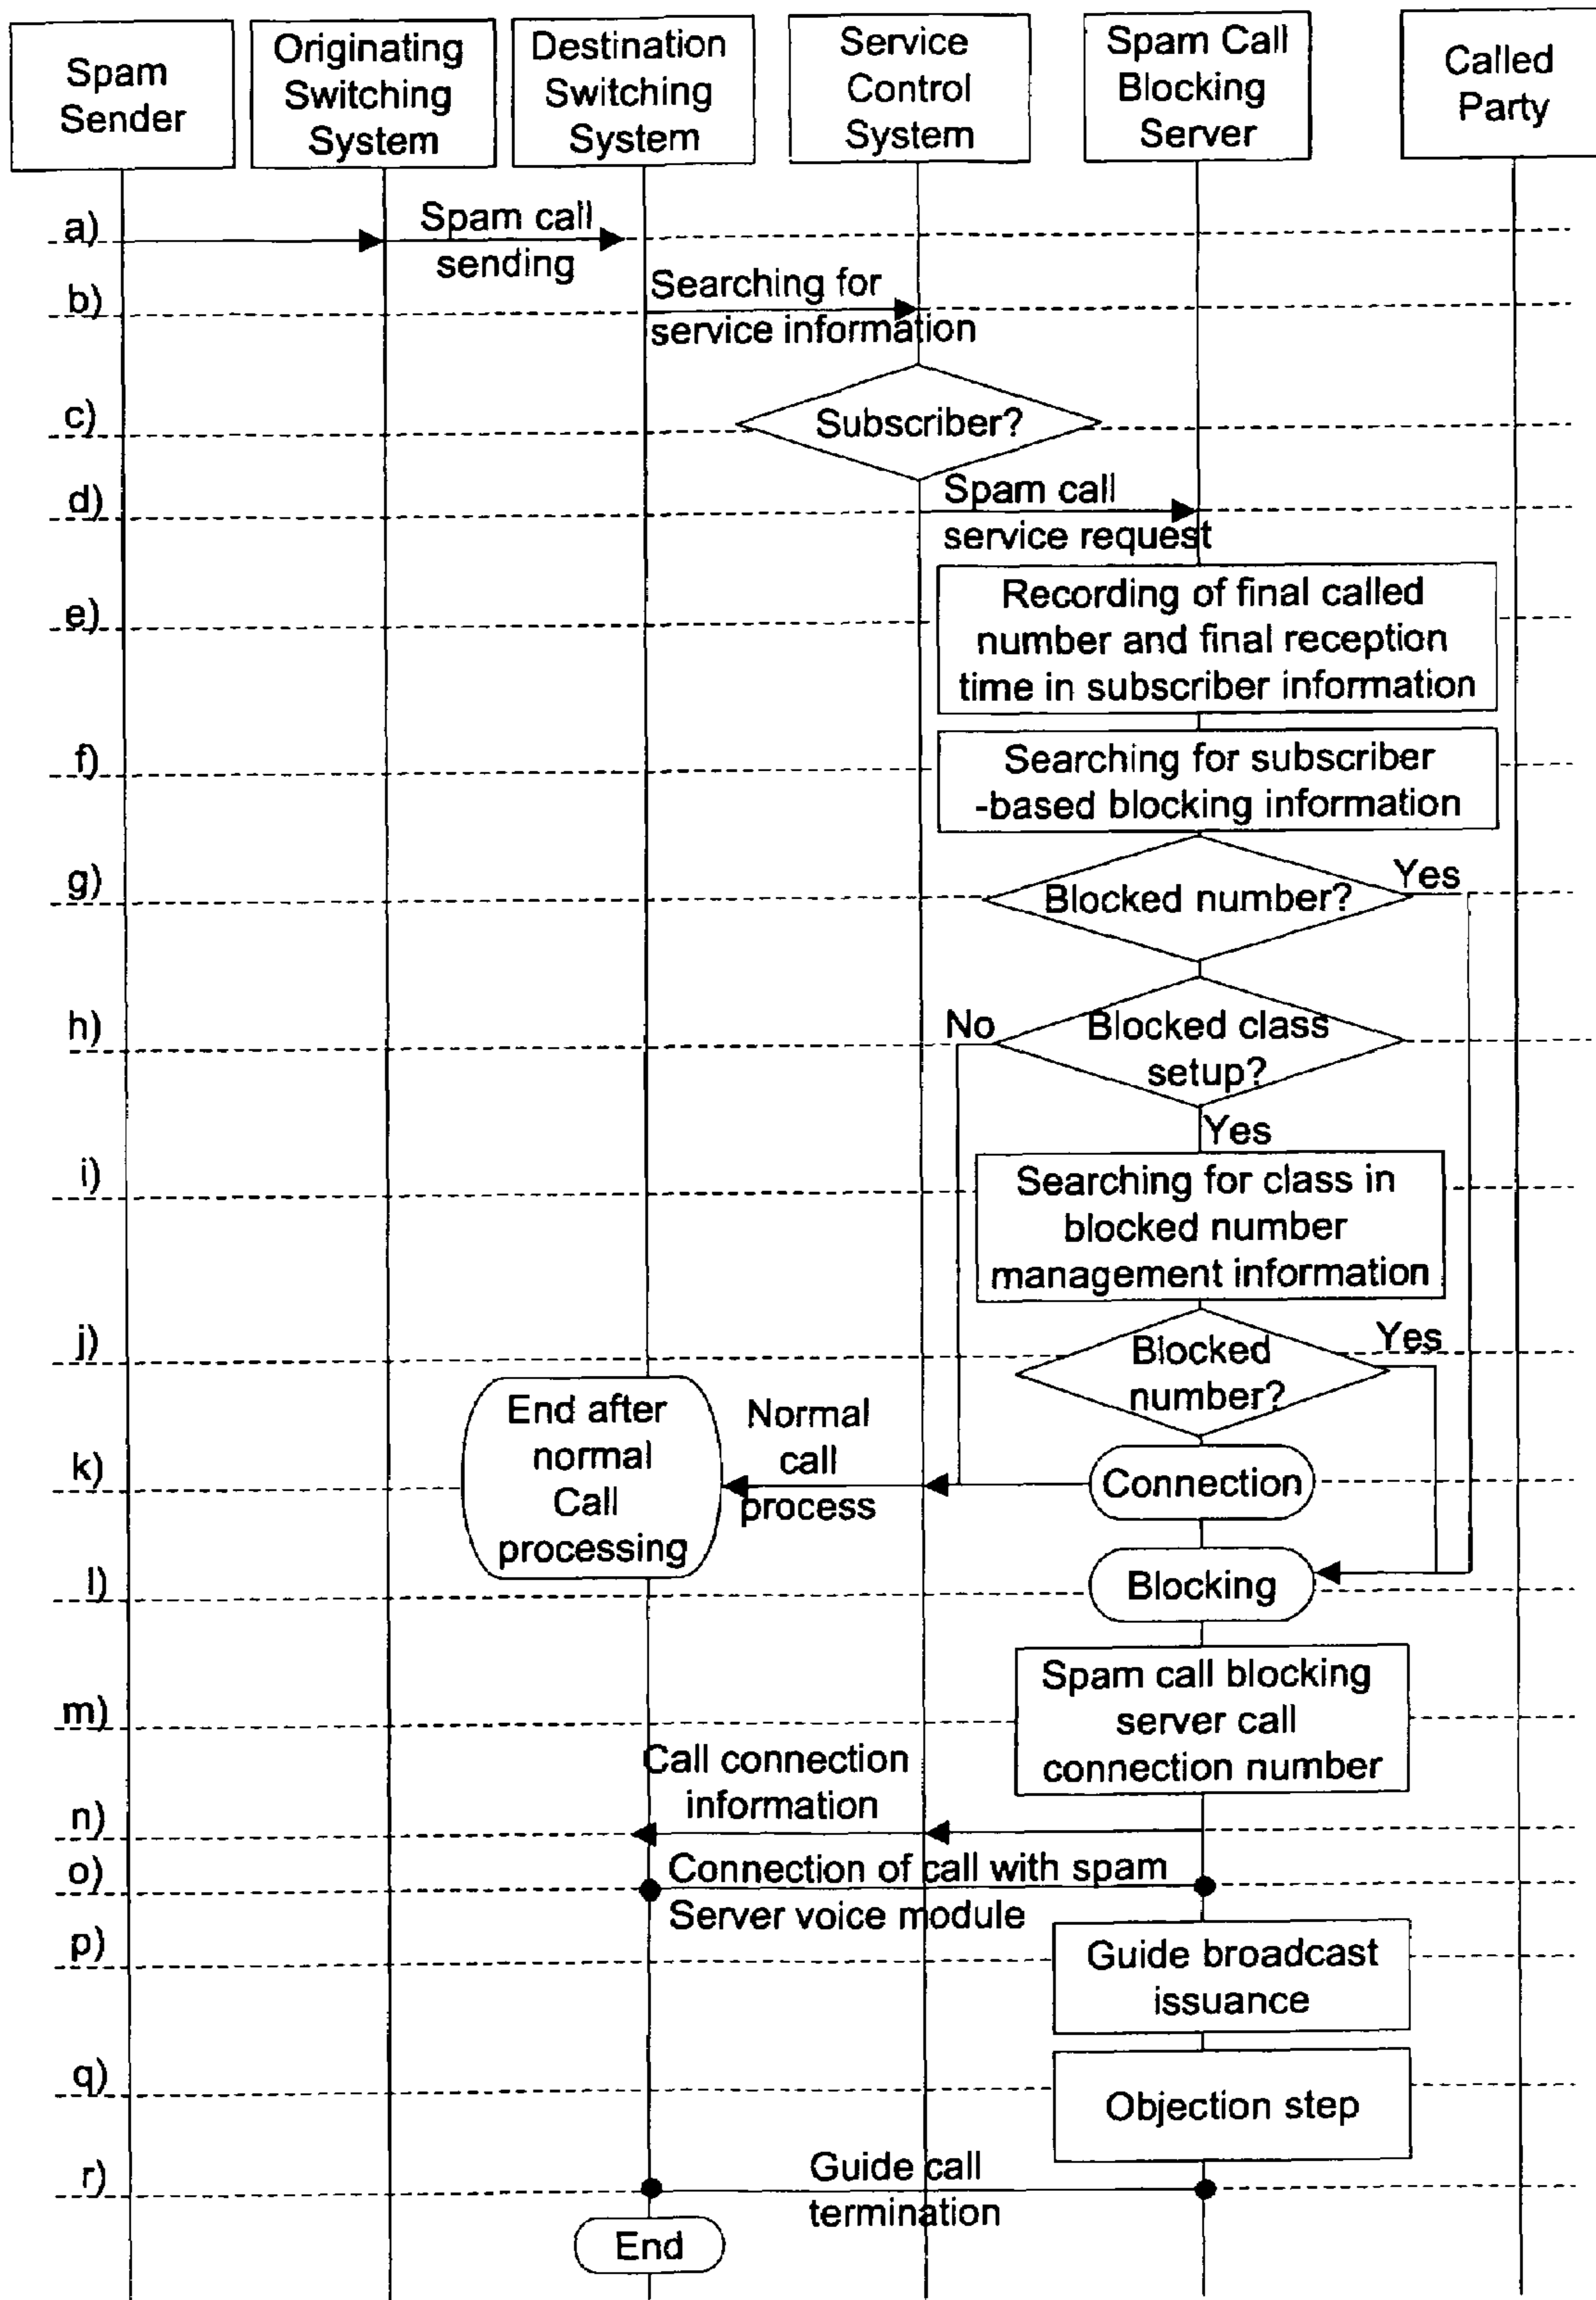 Spam
Sender
Originating
Switching
System
Destination
Switching
System
Service
Control
System
Spam Call
Blocking
Server
Called
Party
a)
Spam call
sending
b)
Searching for
service information
c)
Subscriber?
d)
Spam call
service request
e)
Recording of final called
number and final reception
time in subscriber information
f)
Searching for subscriber
-based blocking information
g)
Blocked number?
Yes
h)
No
Blocked class
setup?
Yes
i)
Searching for class in
blocked number
management information
j)
Blocked
number?
Yes
End after
normal
Call
processing
Normal
call
process
k)
Connection
l)
Blocking
m)
Spam call blocking
server call
connection number
n)
Call connection
information
o)
Connection of call with spam
Server voice module
p)
Guide broadcast
issuance
q)
Objection step
r)
Guide call
termination
End